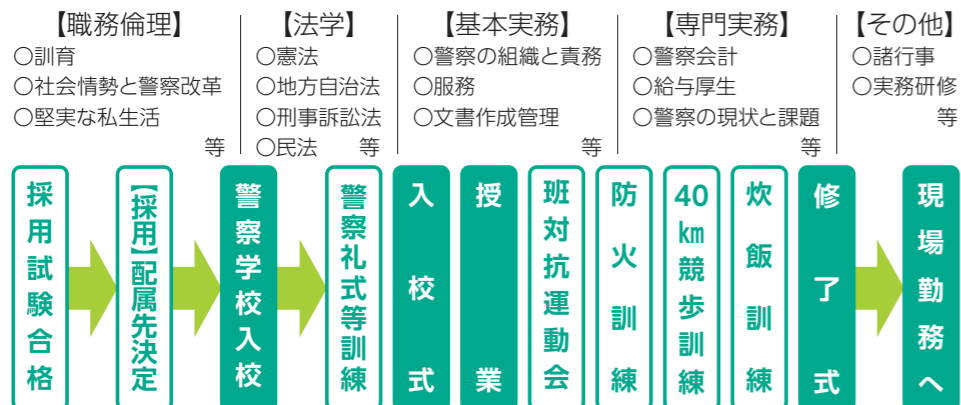 【職務倫理】
○訓育
○社会情勢と警察改革
○堅実な私生活
等
【法学】
○憲法
○地方自治法
○刑事訴訟法
○民法 等
【基本実務】
○警察の組織と責務
○服務
○文書作成管理
等
【専門実務】
○警察会計
○給与厚生
○警察の現状と課題
等
【その他】
○諸行事
○実務研修
等
採用試験合格
【採用】配属先決定
警察学校入校
警察礼式等訓練
入校式
授業
班対抗運動会
防火訓練
40km競歩訓練
炊飯訓練
修了式
現場勤務へ